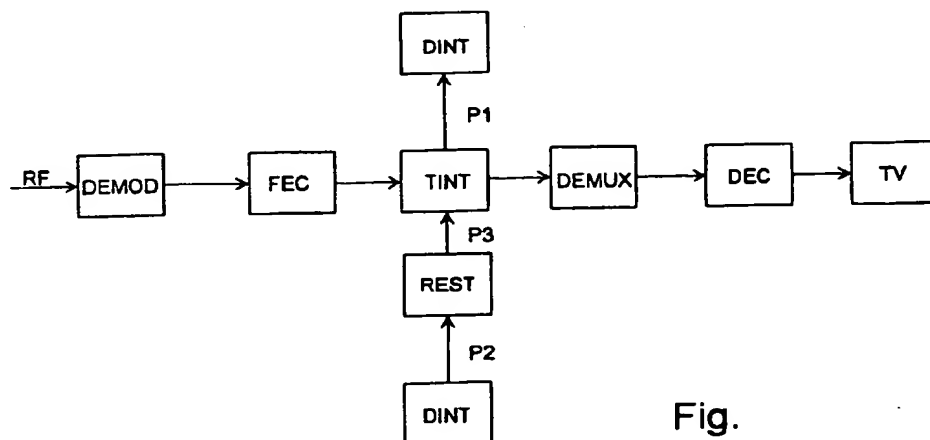 DINT
P1
RF
DEMOD
FEC
TINT
DEMUX
DEC
TV
P3
REST
P2
DINT
Fig.